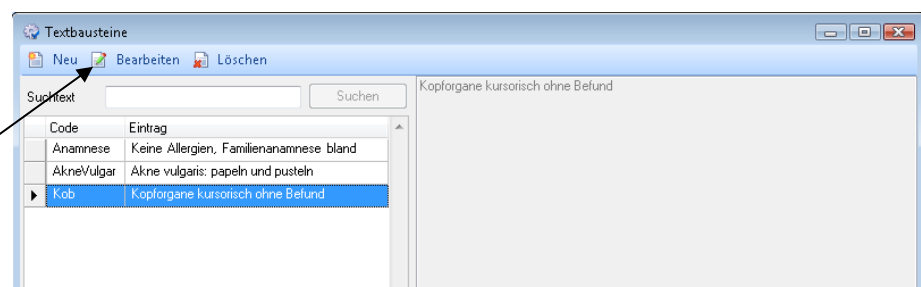 Textbausteine
Neu Bearbeiten Löschen
Suchtext Suchen
Kopforgane kursorisch ohne Befund
Code Eintrag
Anamnese Keine Allergien, Familienanamnese bland
AkneVulgar Akne vulgaris: papeln und pusteln
Kob Kopforgane kursorisch ohne Befund